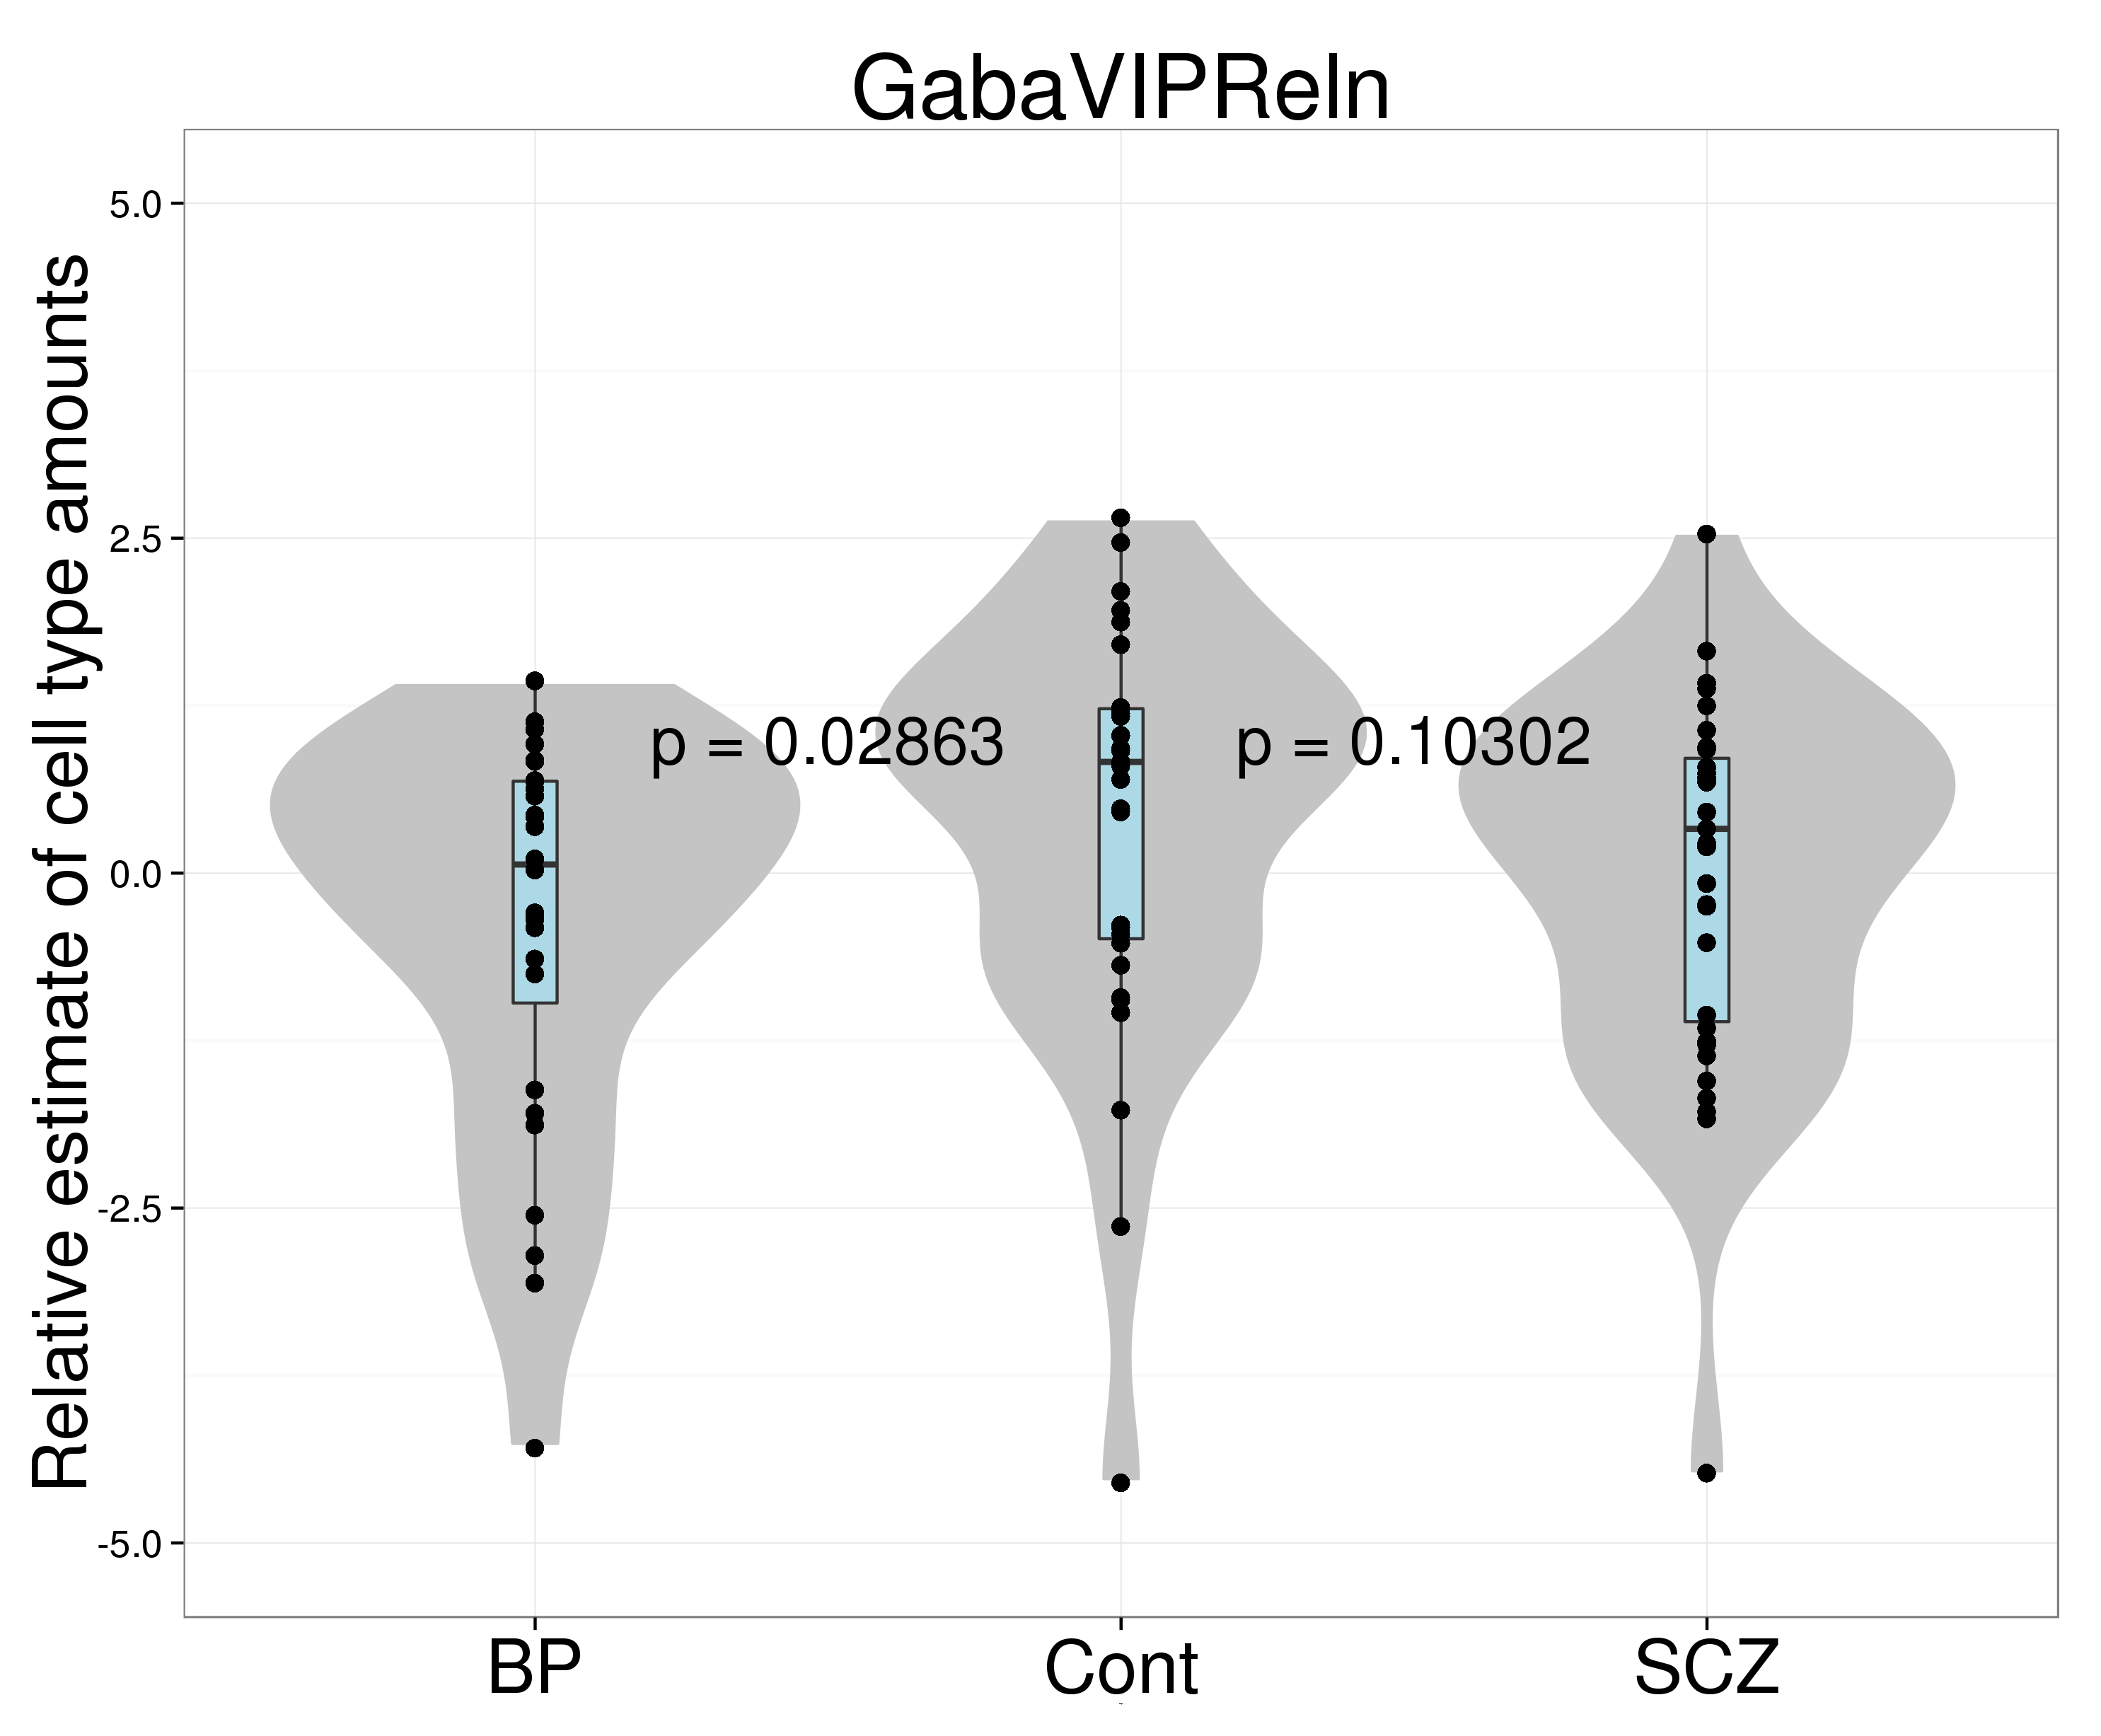 GabaVIPReln
Relative estimate of cell type amounts
5.0
2.5
0.0
-2.5
-5.0
p = 0.02863
p = 0.10302
BP
Cont
SCZ